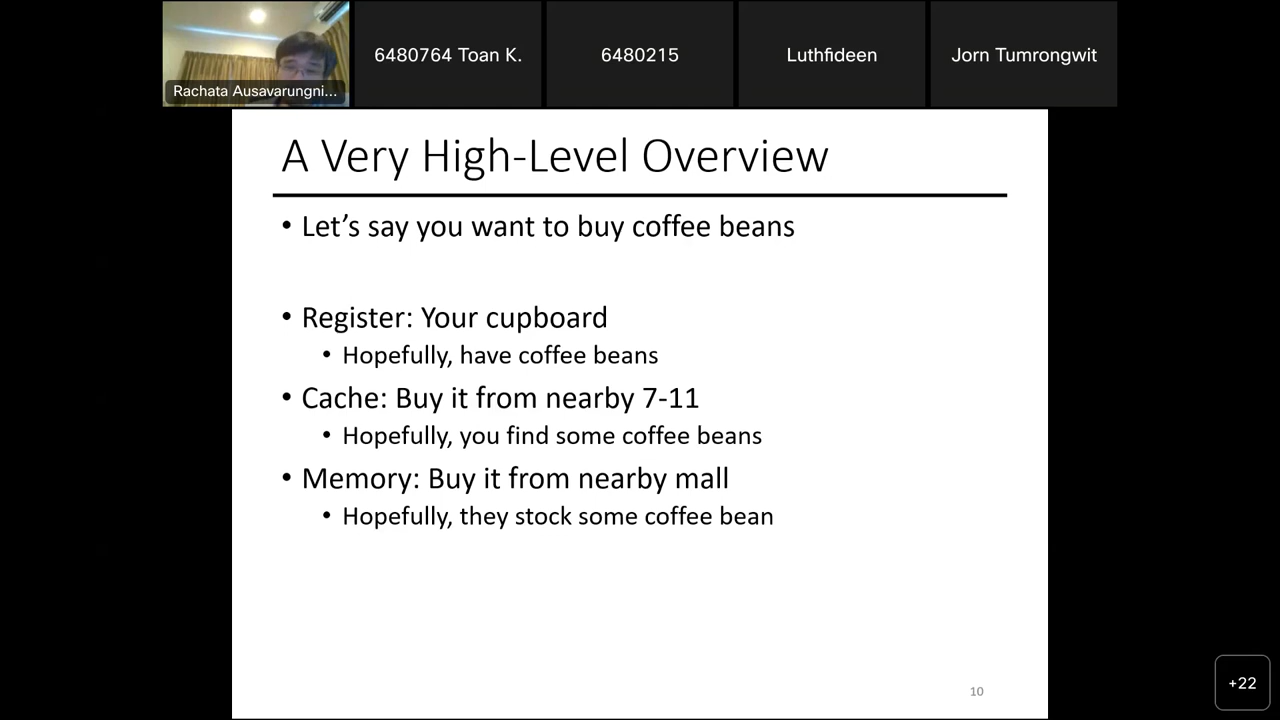 Rachata Ausavarungni...
6480764 Toan K.
6480215
Luthfideen
Jorn Tumrongwit
A Very High-Level Overview
• Let’s say you want to buy coffee beans
• Register: Your cupboard
• Hopefully, have coffee beans
• Cache: Buy it from nearby 7-11
• Hopefully, you find some coffee beans
• Memory: Buy it from nearby mall
• Hopefully, they stock some coffee bean
10
+22